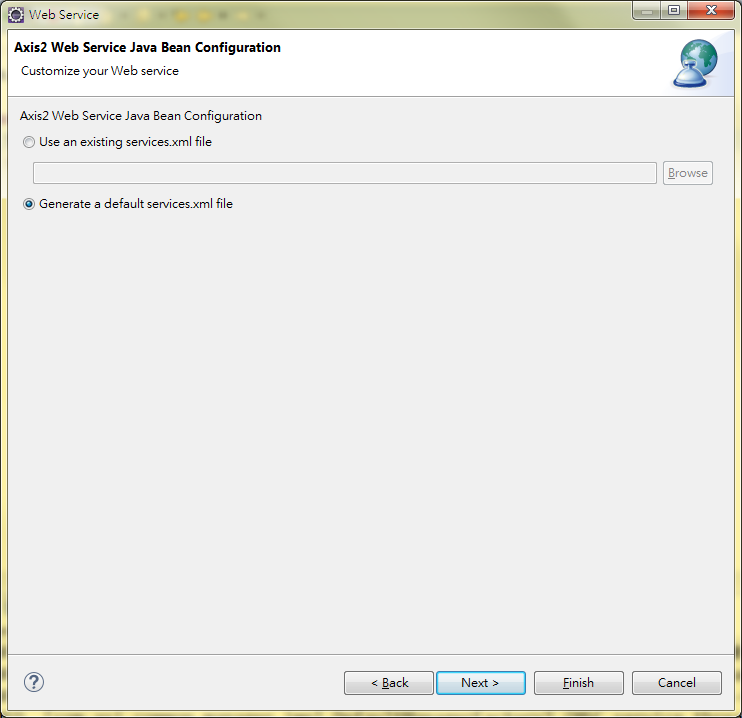 Web Service
Axis2 Web Service Java Bean Configuration
Customize your Web service
Axis2 Web Service Java Bean Configuration
Use an existing services.xml file
Browse
Generate a default services.xml file
?
< Back
Next >
Finish
Cancel